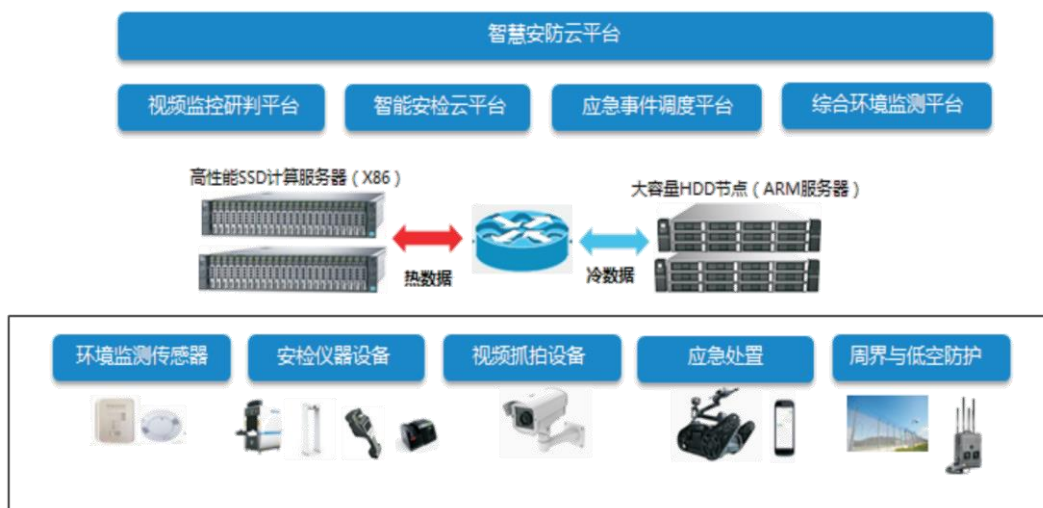 智慧安防云平台
视频监控研判平台
智能安检云平台
应急事件调度平台
综合环境监测平台
高性能SSD计算服务器（X86）
大容量HDD节点（ARM服务器）
热数据
冷数据
环境监测传感器
安检仪器设备
视频抓拍设备
应急处置
周界与低空防护